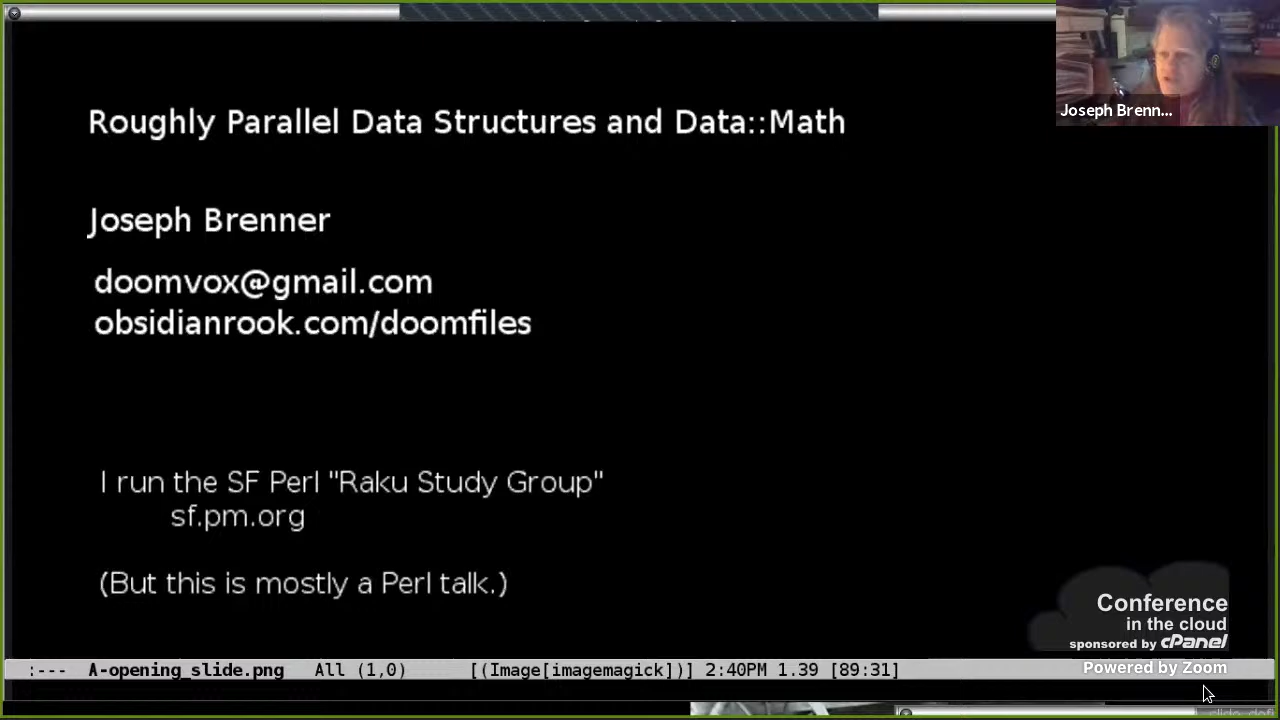 Roughly Parallel Data Structures and Data::Math
Joseph Brenn...
Joseph Brenner
doomvox@gmail.com
obsidianrook.com/doomfiles
I run the SF Perl "Raku Study Group"
sf.pm.org
(But this is mostly a Perl talk.)
Conference
in the cloud
sponsored by cPanel
Powered by Zoom
:--- A-opening_slide.png All (1,0) [(Image[imagemagick])] 2:40PM 1.39 [89:31]